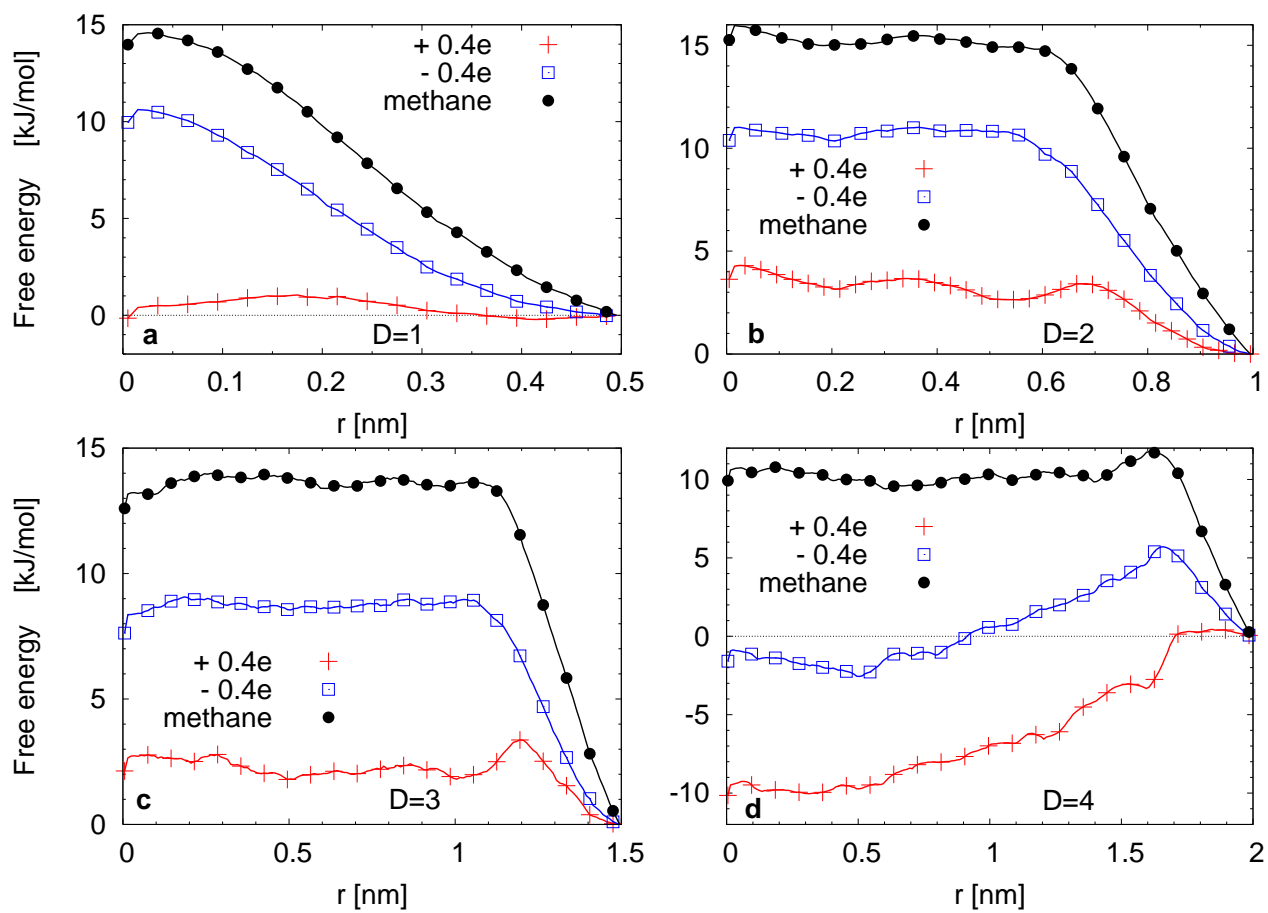 Free energy [kJ/mol]
15
10
5
0
+ 0.4e
- 0.4e
methane
a
D=1
0 0.1 0.2 0.3 0.4 0.5
r [nm]
15
10
5
0
+ 0.4e
- 0.4e
methane
b
D=2
0 0.2 0.4 0.6 0.8 1
r [nm]
Free energy [kJ/mol]
15
10
5
0
+ 0.4e
- 0.4e
methane
c
D=3
0 0.5 1 1.5
r [nm]
10
5
0
-5
-10
+ 0.4e
- 0.4e
methane
d
D=4
0 0.5 1 1.5 2
r [nm]